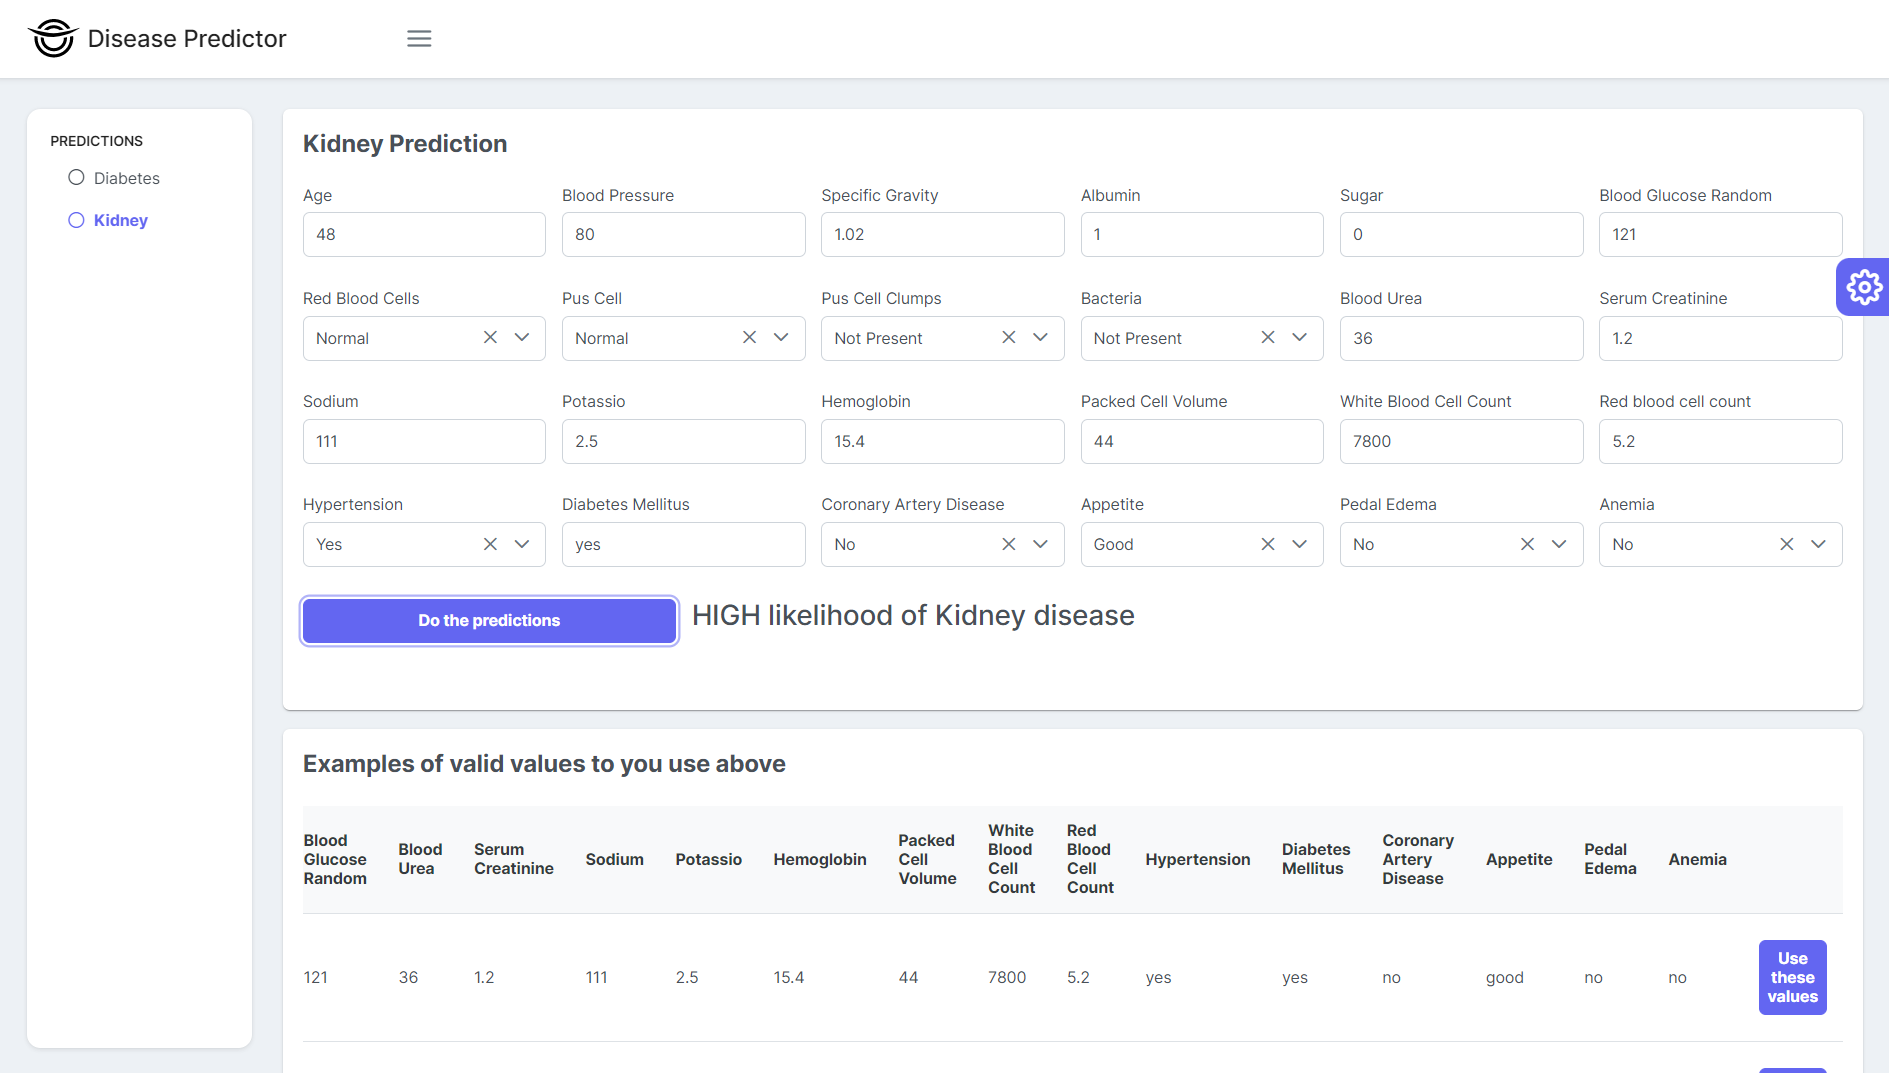 Disease Predictor
PREDICTIONS
Diabetes
Kidney
Kidney Prediction
Age Blood Pressure Specific Gravity Albumin Sugar Blood Glucose Random
48 80 1.02 1 0 121
Red Blood Cells Pus Cell Pus Cell Clumps Bacteria Blood Urea Serum Creatinine
Normal Normal Not Present Not Present 36 1.2
Sodium Potassio Hemoglobin Packed Cell Volume White Blood Cell Count Red blood cell count
111 2.5 15.4 44 7800 5.2
Hypertension Diabetes Mellitus Coronary Artery Disease Appetite Pedal Edema Anemia
Yes yes No Good No No
Do the predictions HIGH likelihood of Kidney disease
Examples of valid values to you use above
Blood Glucose Random Blood Urea Serum Creatinine Sodium Potassio Hemoglobin Packed Cell Volume White Blood Cell Count Red Blood Cell Count Hypertension Diabetes Mellitus Coronary Artery Disease Appetite Pedal Edema Anemia
121 36 1.2 111 2.5 15.4 44 7800 5.2 yes yes no good no no Use these values